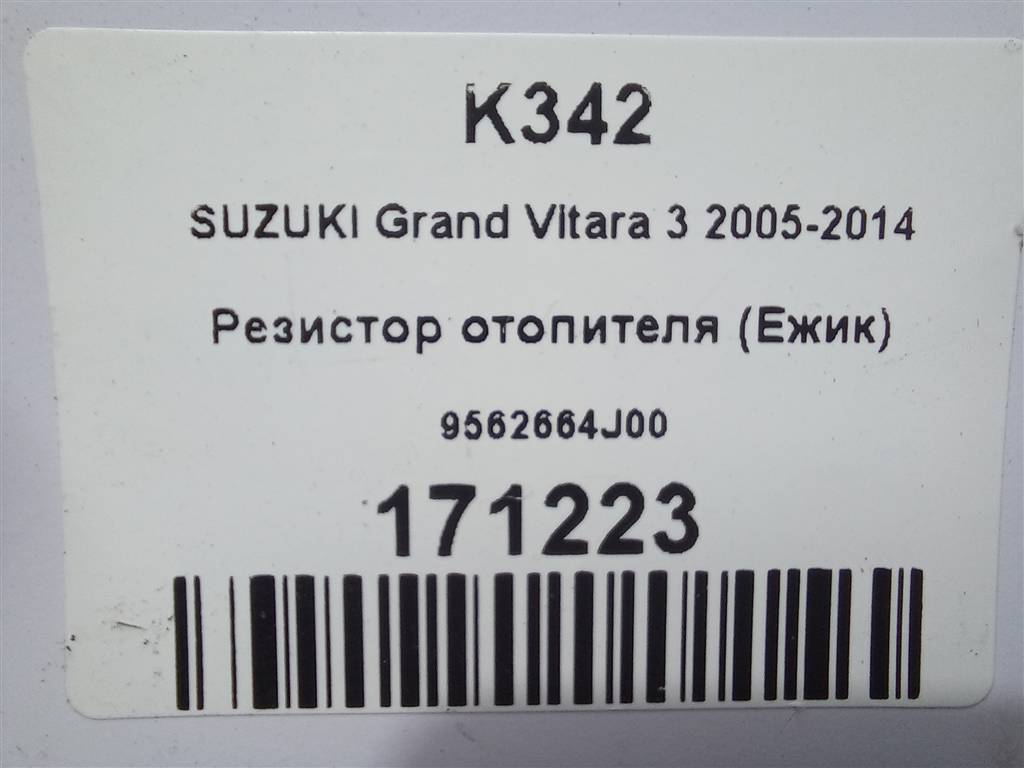 K342
SUZUKI Grand Vitara 3 2005-2014
Резистор отопителя (Ежик)
9562664J00
171223